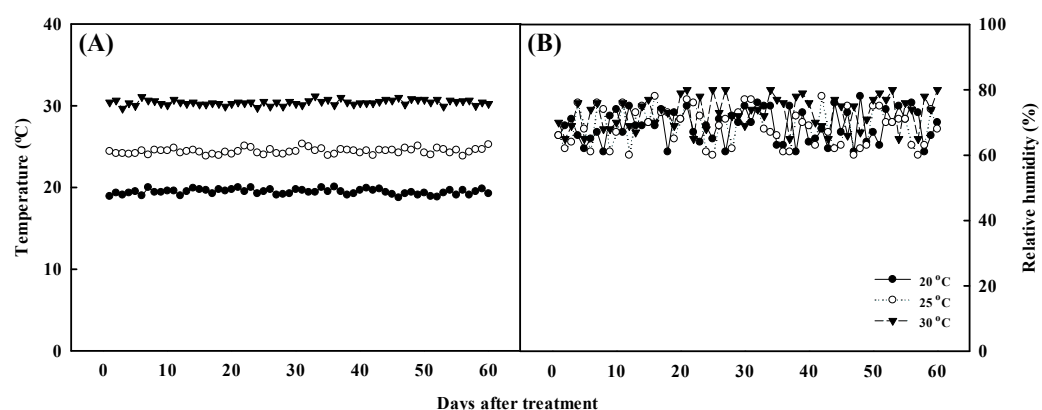 (A)
(B)
Temperature (ºC)
40
30
20
10
0
0 10 20 30 40 50 60
100
80
60
40
20
0
Relative humidity (%)
20 ºC
25 ºC
30 ºC
0 10 20 30 40 50 60
Days after treatment